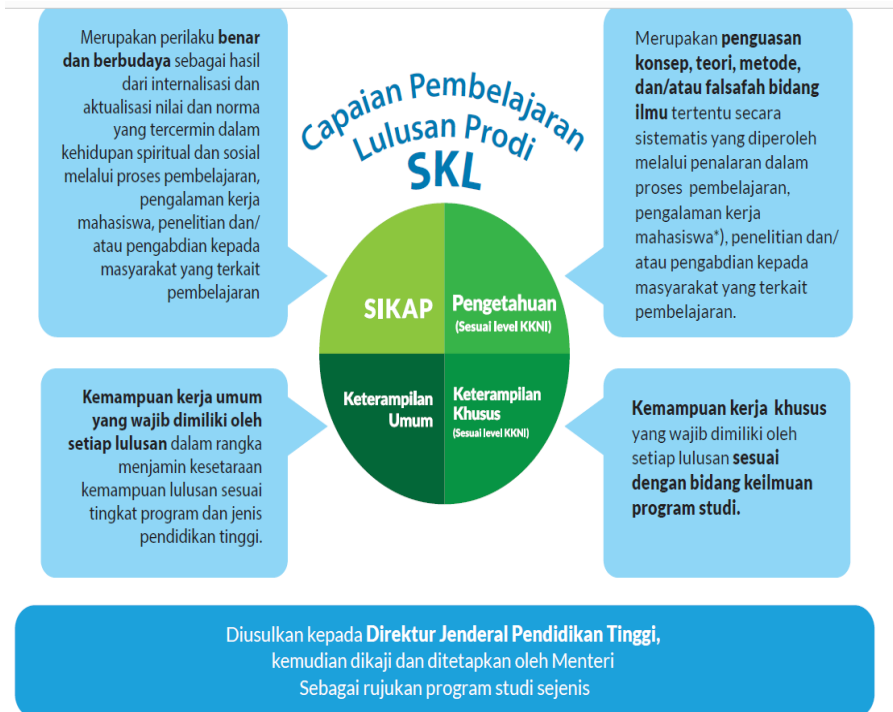 Merupakan perilaku benar
dan berbudaya sebagai hasil
dari internalisasi dan
aktualisasi nilai dan norma
yang tercermin dalam
kehidupan spiritual dan sosial
melalui proses pembelajaran,
pengalaman kerja
mahasiswa, penelitian dan/
atau pengabdian kepada
masyarakat yang terkait
pembelajaran
Capaian Pembelajaran
Lulusan Prodi
SKL
Merupakan penguasan
konsep, teori, metode,
dan/atau falsafah bidang
ilmu tertentu secara
sistematis yang diperoleh
melalui penalaran dalam
proses pembelajaran,
pengalaman kerja
mahasiswa*), penelitian dan/
atau pengabdian kepada
masyarakat yang terkait
pembelajaran.
SIKAP
Pengetahuan
(Sesuai level KKNI)
Keterampilan
Umum
Keterampilan
Khusus
(Sesuai level KKNI)
Kemampuan kerja umum
yang wajib dimiliki oleh
setiap lulusan dalam rangka
menjamin kesetaraan
kemampuan lulusan sesuai
tingkat program dan jenis
pendidikan tinggi.
Kemampuan kerja khusus
yang wajib dimiliki oleh
setiap lulusan sesuai
dengan bidang keilmuan
program studi.
Diusulkan kepada Direktur Jenderal Pendidikan Tinggi,
kemudian dikaji dan ditetapkan oleh Menteri
Sebagai rujukan program studi sejenis